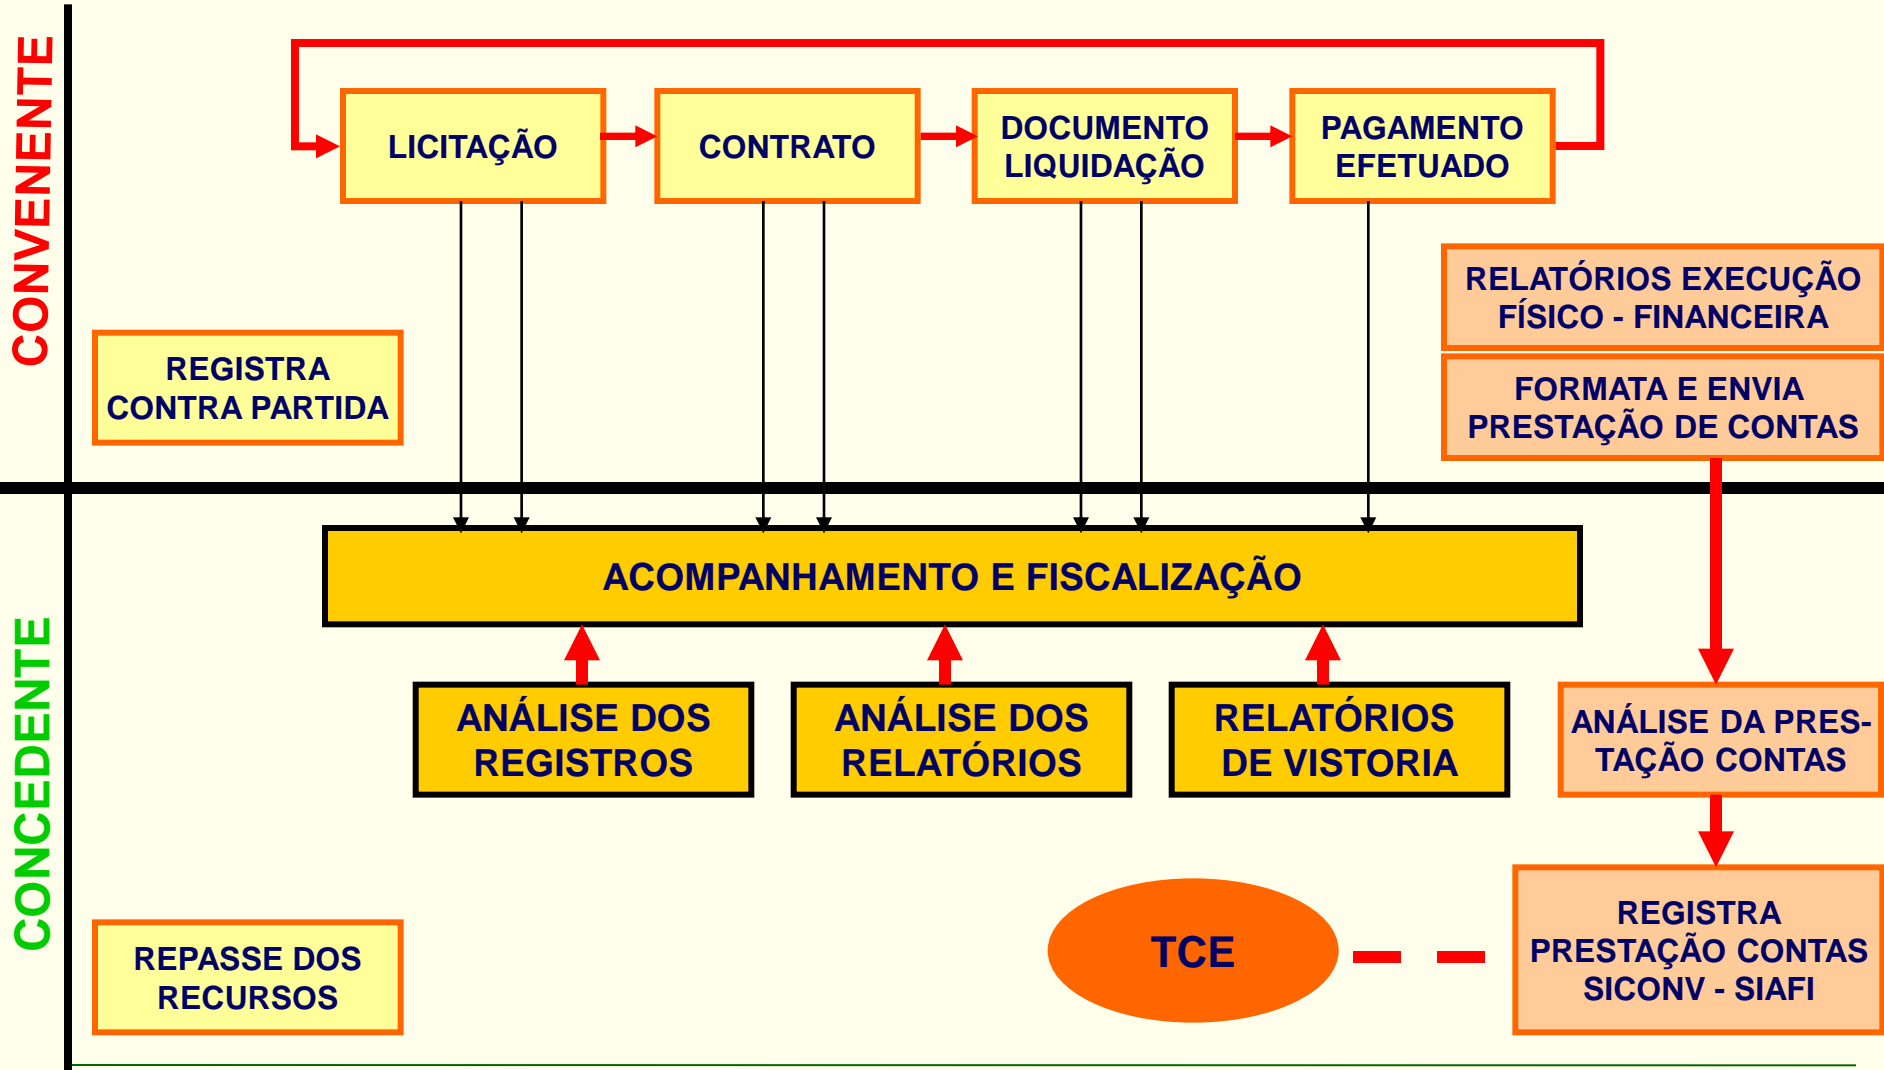 CONVENENTE
LICITAÇÃO
CONTRATO
DOCUMENTO
LIQUIDAÇÃO
PAGAMENTO
EFETUADO
RELATÓRIOS EXECUÇÃO
FÍSICO - FINANCEIRA
REGISTRA
CONTRA PARTIDA
FORMATA E ENVIA
PRESTAÇÃO DE CONTAS
CONCEDENTE
ACOMPANHAMENTO E FISCALIZAÇÃO
ANÁLISE DOS
REGISTROS
ANÁLISE DOS
RELATÓRIOS
RELATÓRIOS
DE VISTORIA
ANÁLISE DA PRES-
TAÇÃO CONTAS
REPASSE DOS
RECURSOS
TCE
REGISTRA
PRESTAÇÃO CONTAS
SICONV - SIAFI